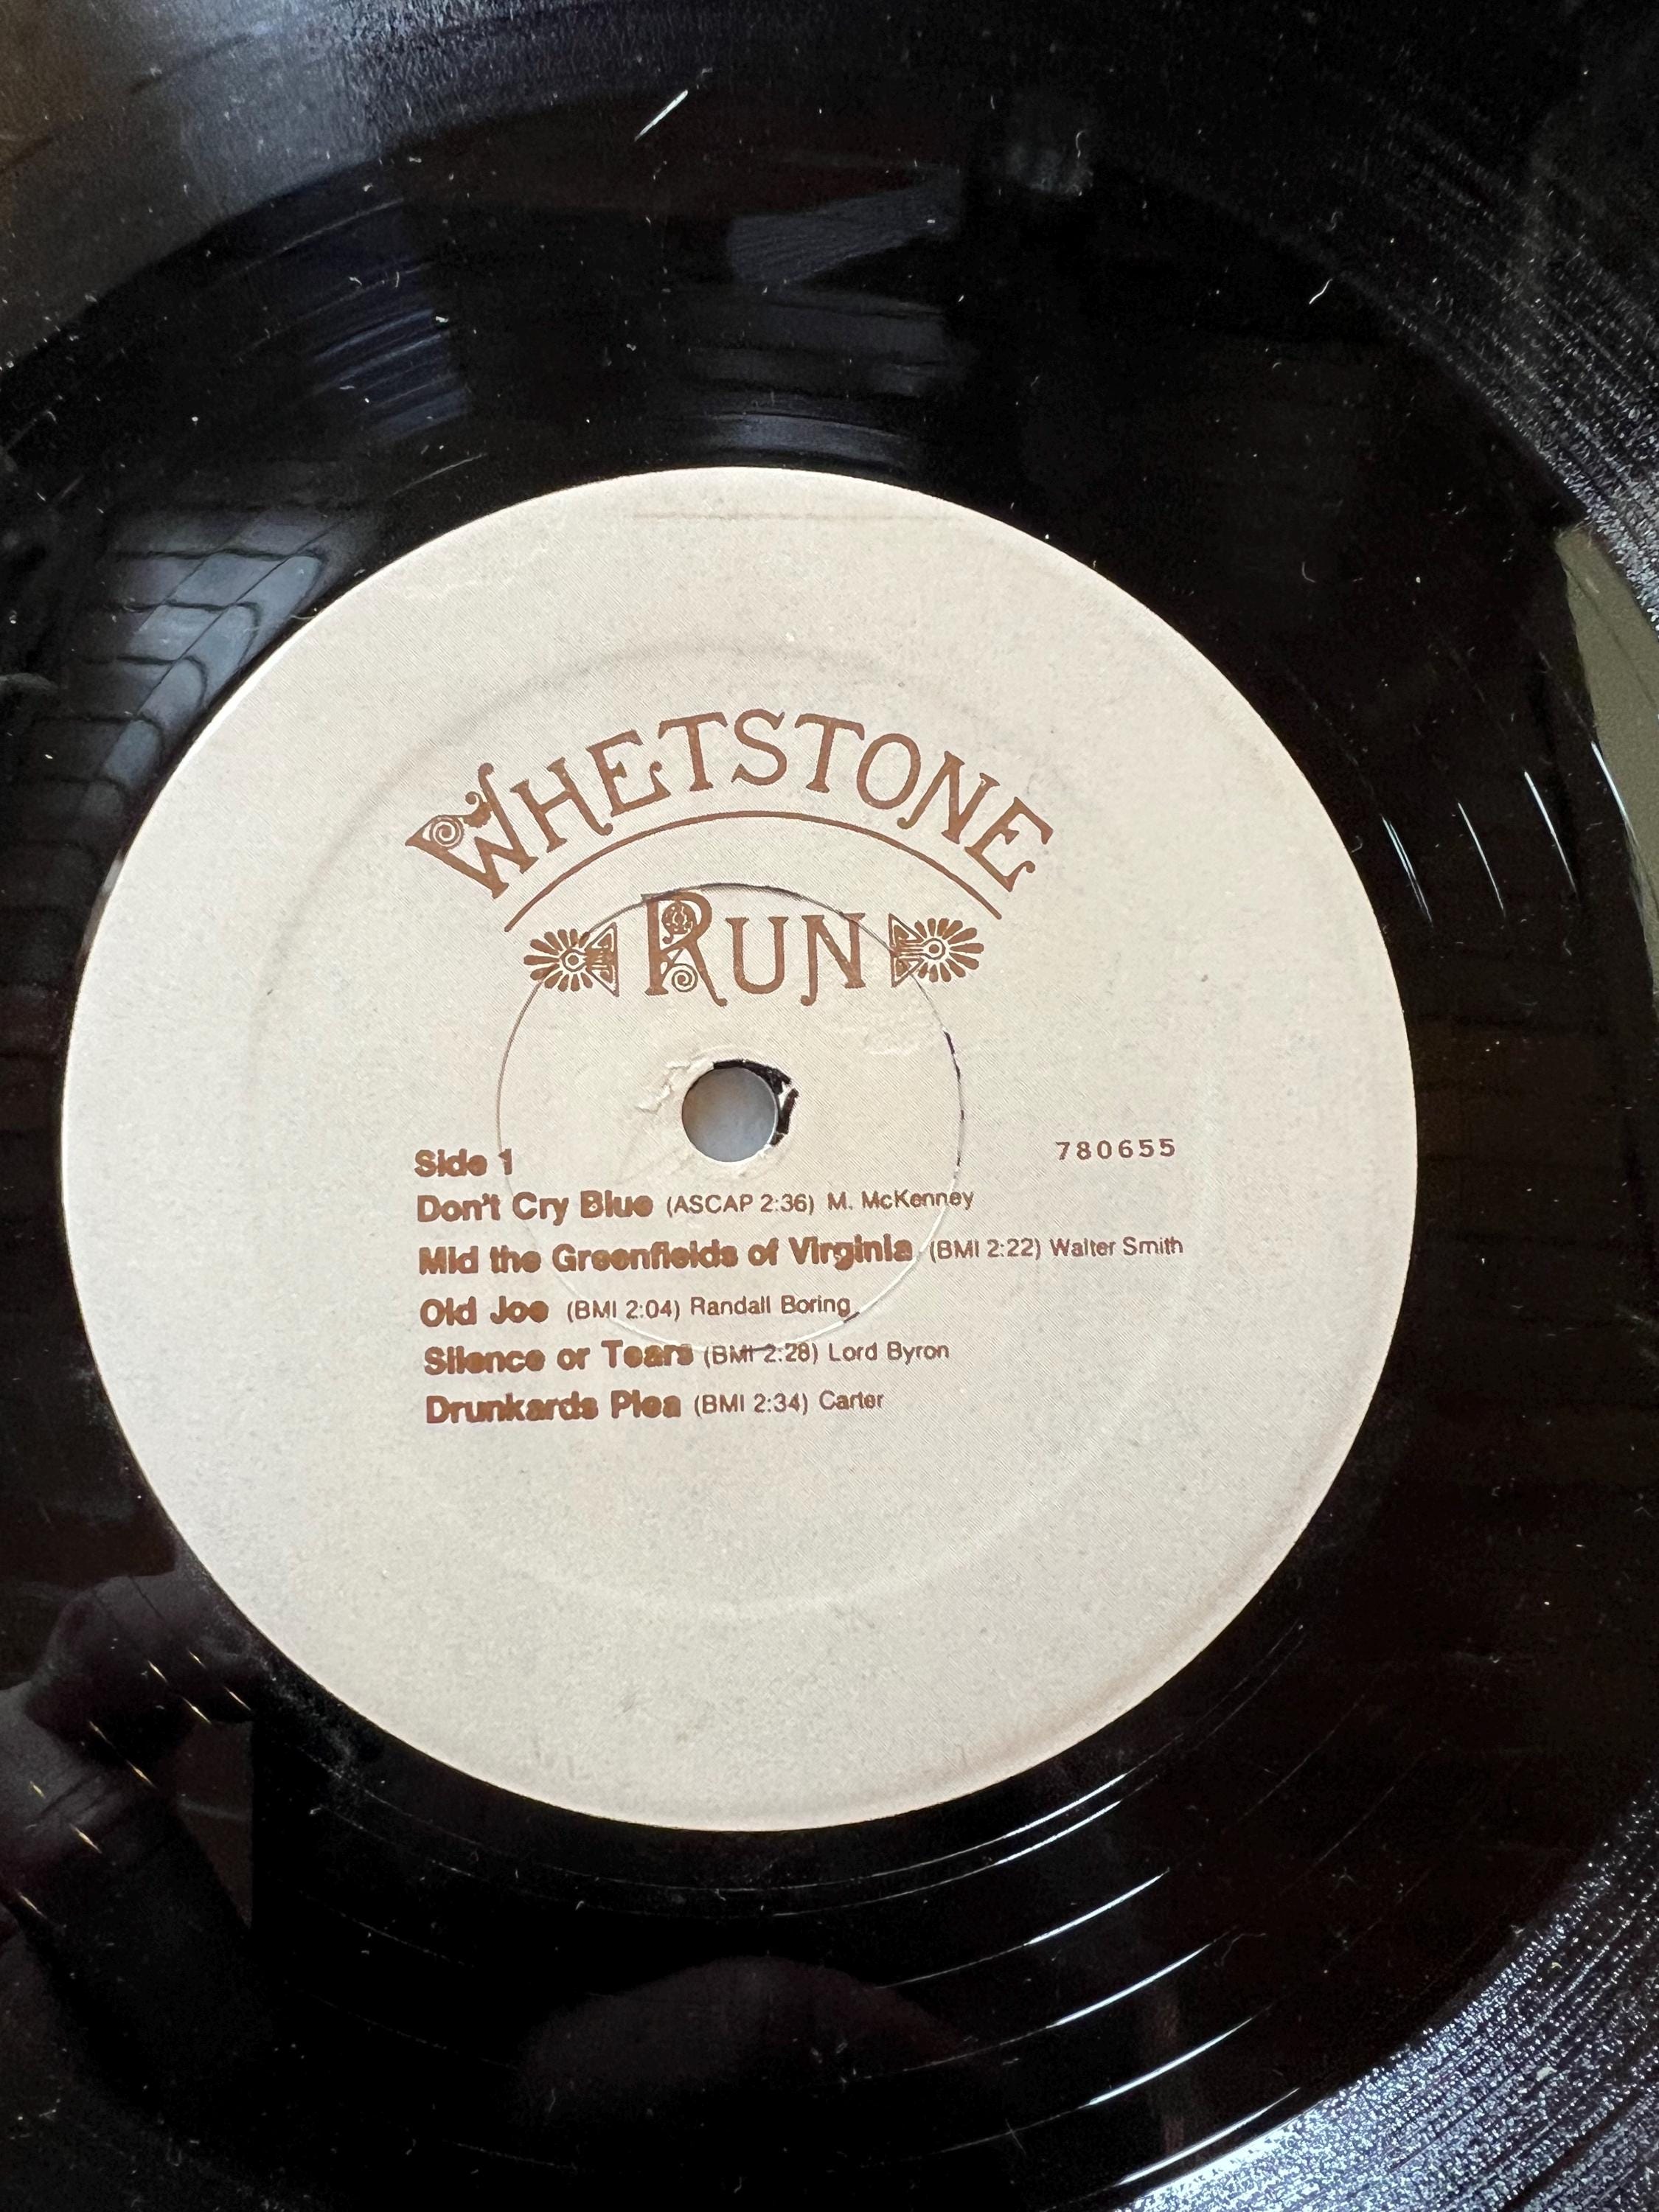 WHETSTONE
RUN
780655
Side 1
Don't Cry Blue (ASCAP 2:36) M. McKenney
Mid the Greenfields of Virginia (BMI 2:22) Walter Smith
Old Joe (BMI 2:04) Randall Boring
Silence or Tears (BMI 2:28) Lord Byron
Drunkards Plea (BMI 2:34) Carter